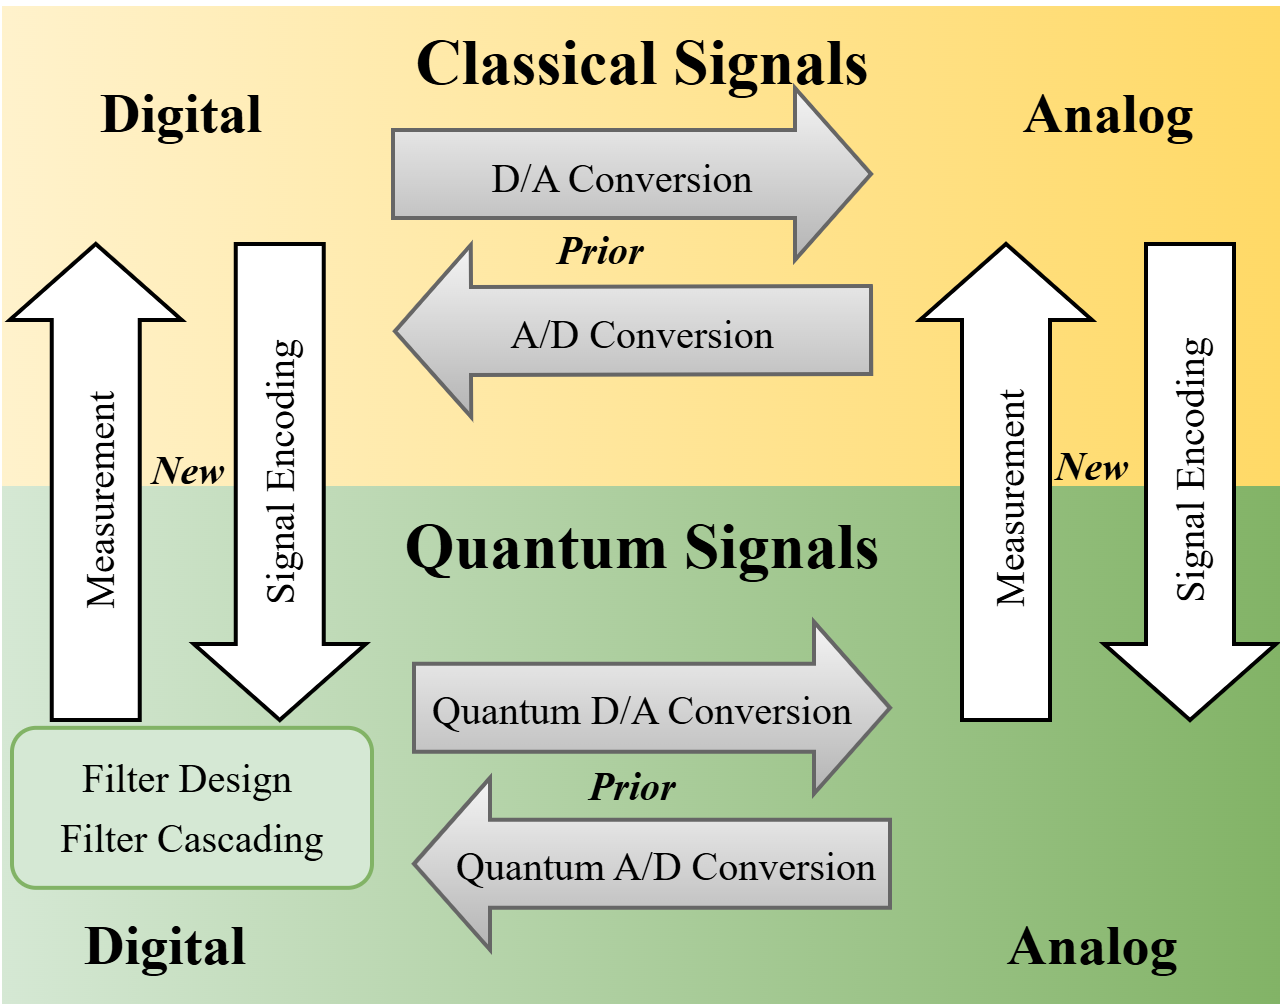 Classical Signals
Digital
Analog
D/A Conversion
Prior
A/D Conversion
Measurement
New
Signal Encoding
Measurement
New
Signal Encoding
Quantum Signals
Quantum D/A Conversion
Prior
Quantum A/D Conversion
Filter Design
Filter Cascading
Digital
Analog